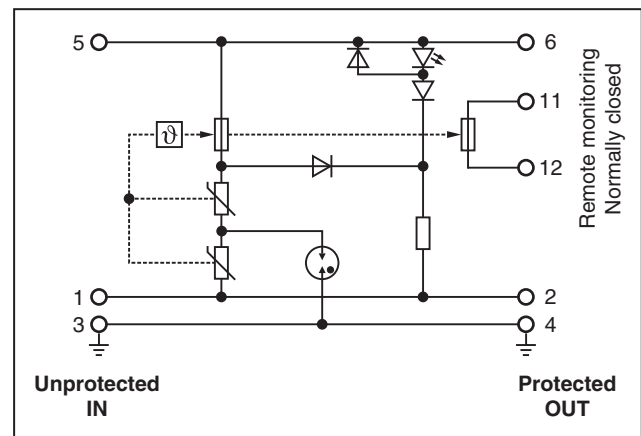 5
6
11
12
Remote monitoring
Normally closed
ϑ
1
2
3
4
Unprotected
IN
Protected
OUT